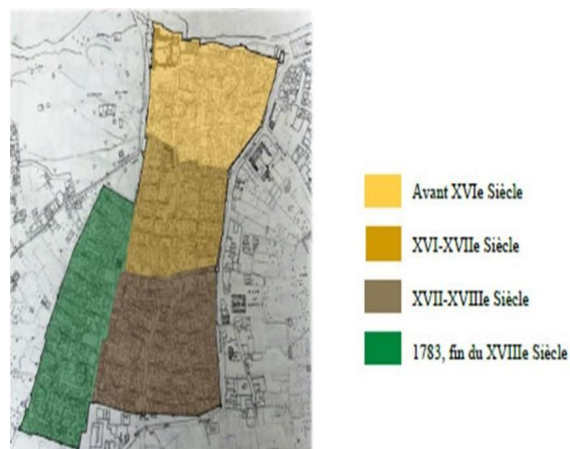 Avant XVIe Siècle
XVI-XVIIe Siècle
XVII-XVIIIe Siècle
1783, fin du XVIIIe Siècle